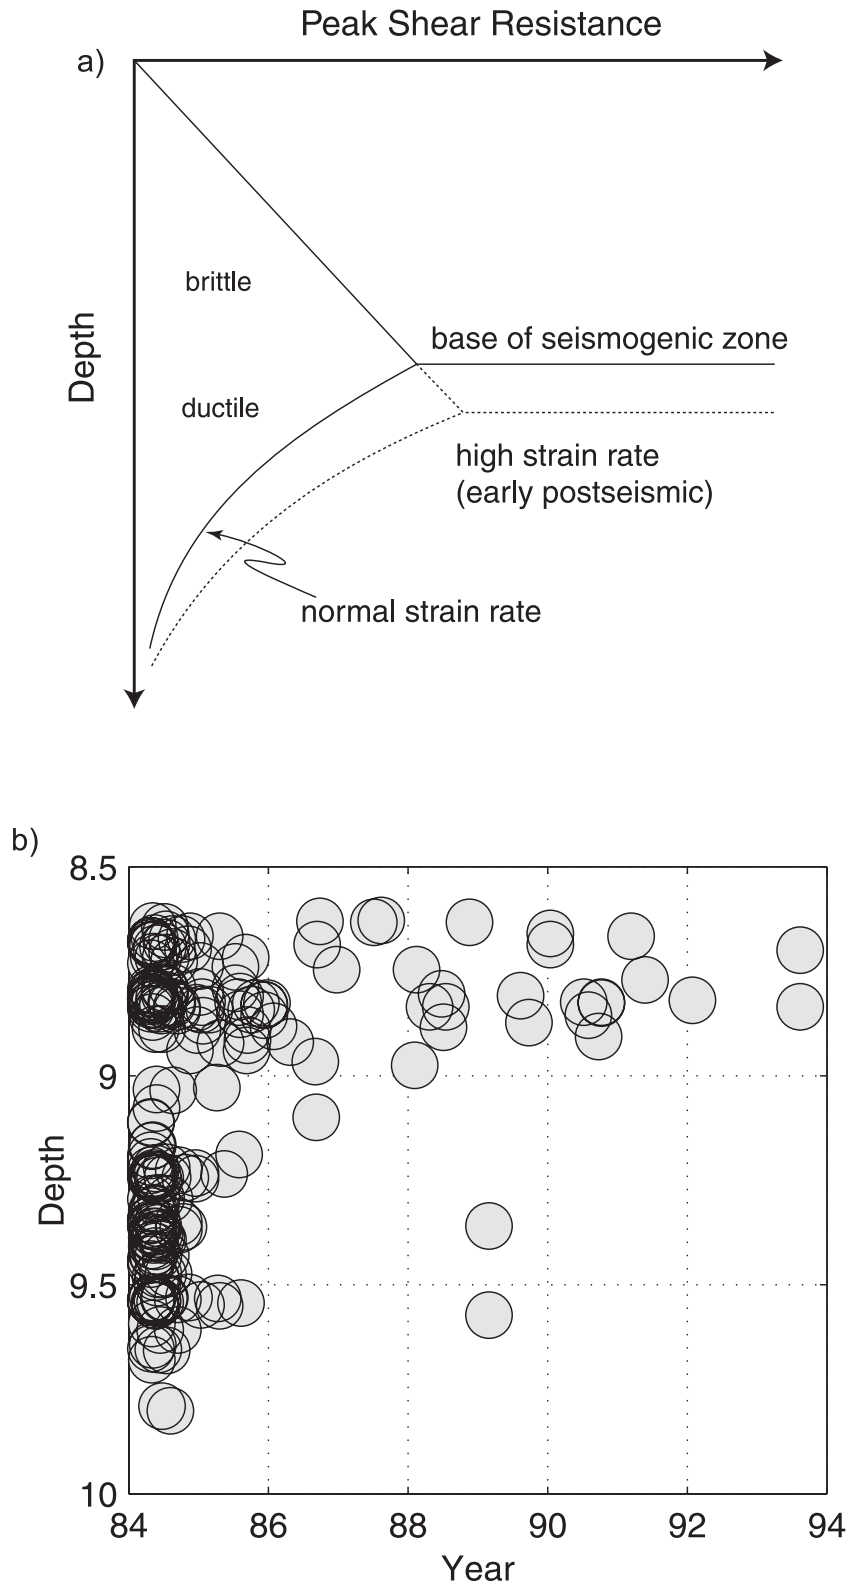 Peak Shear Resistance
a)
brittle
base of seismogenic zone
Depth
ductile
high strain rate
(early postseismic)
normal strain rate
b)
8.5
9
Depth
9.5
10
84 86 88 90 92 94
Year